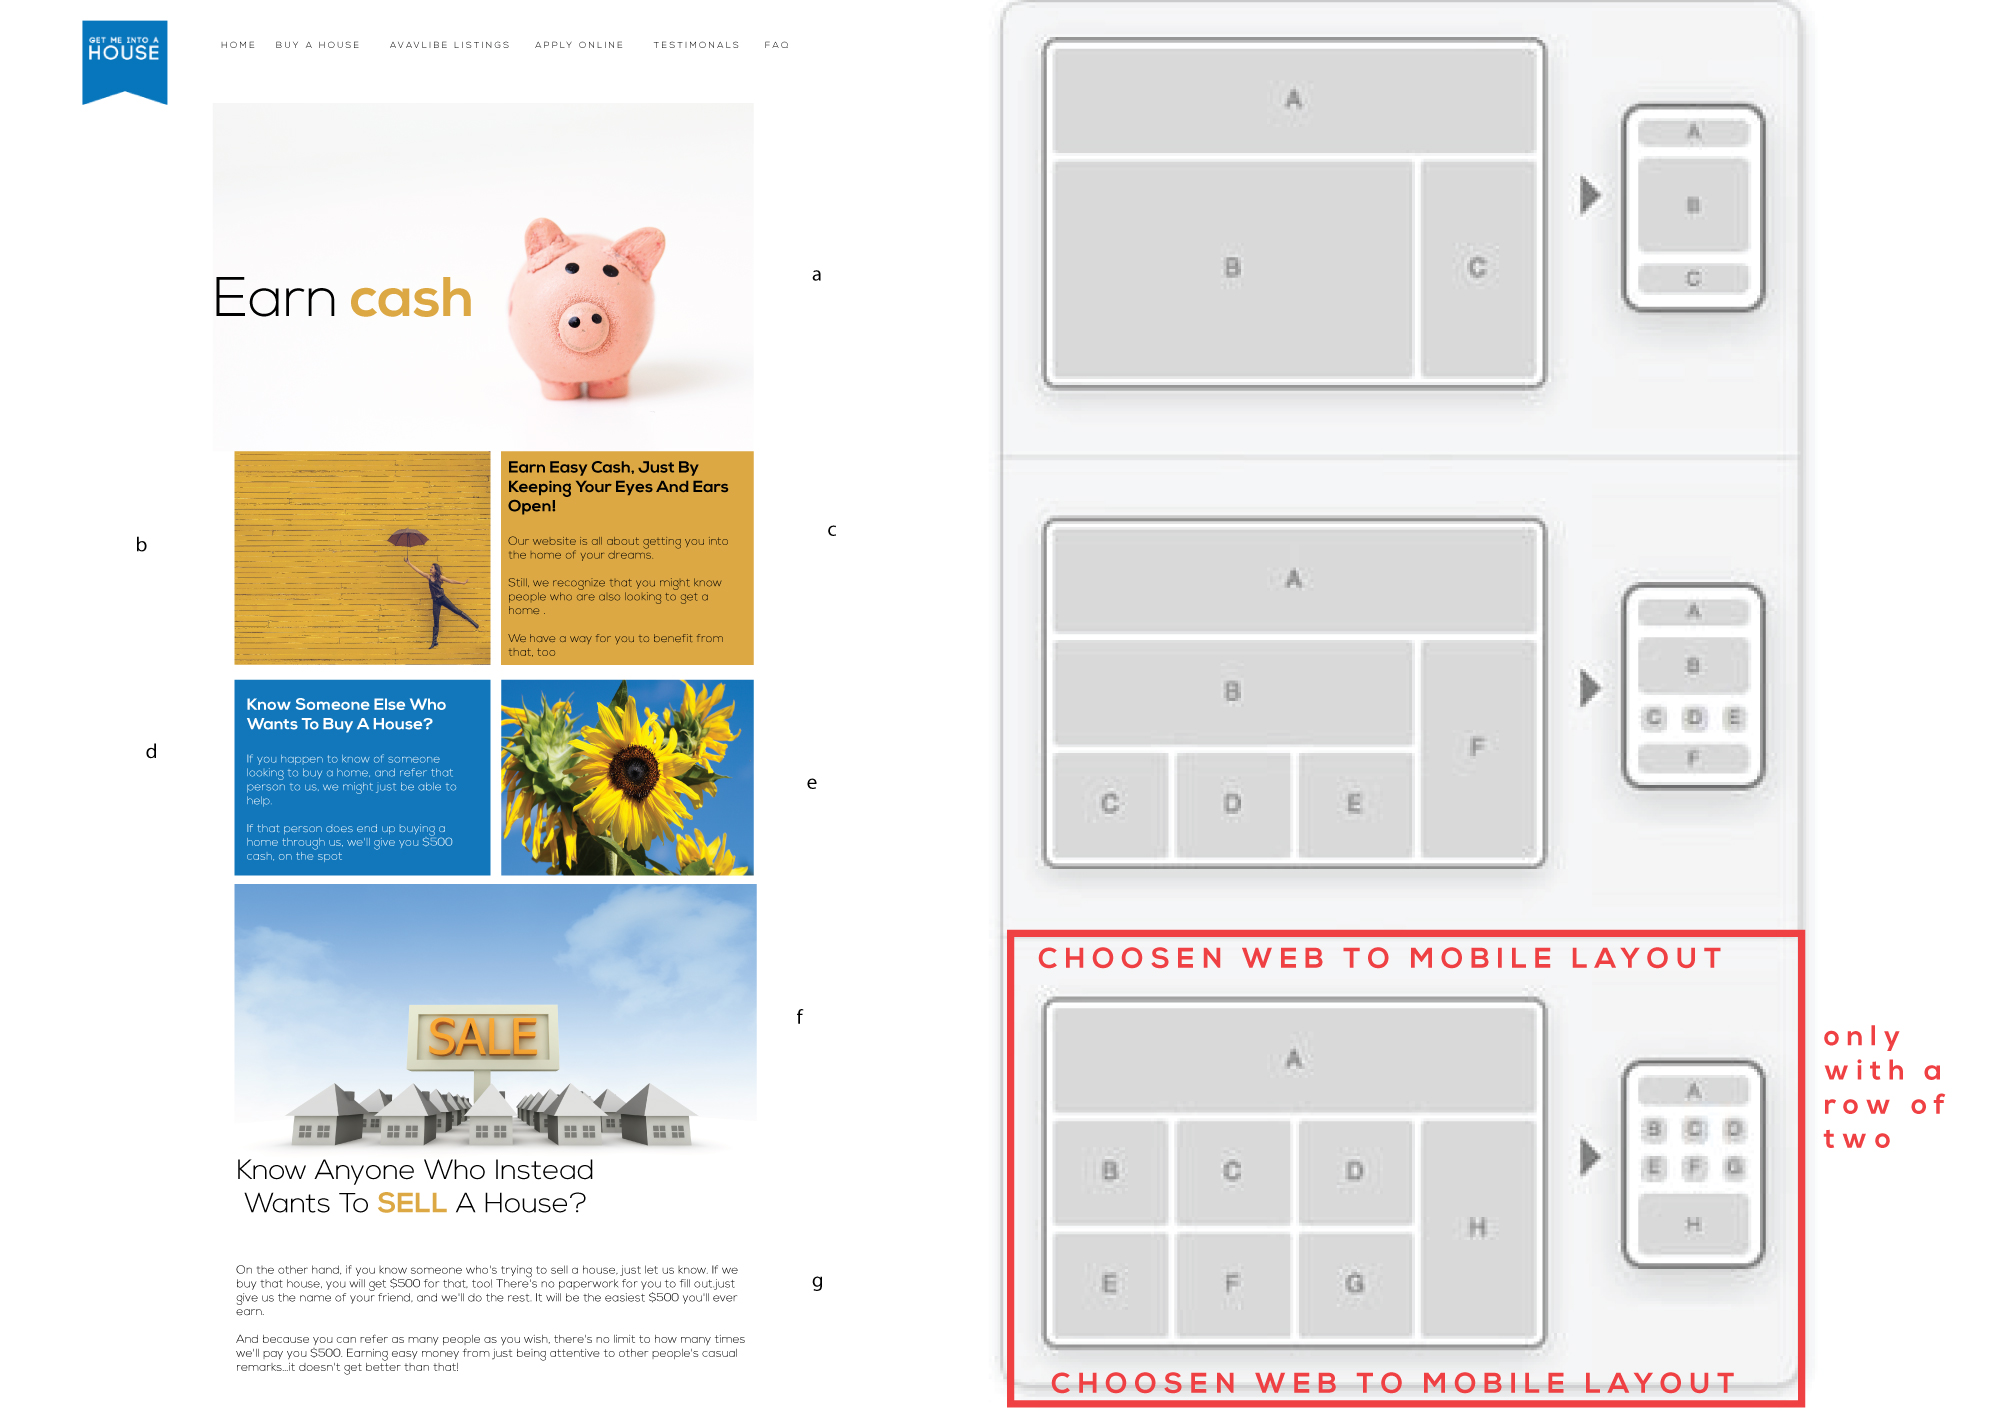 GET ME INTO A
HOUSE
HOME BUY A HOUSE AVAVLIBE LISTINGS APPLY ONLINE TESTIMONALS FAQ
Earn cash
a
b
Earn Easy Cash, Just By
Keeping Your Eyes And Ears
Open!
Our website is all about getting you into
the home of your dreams.
Still, we recognize that you might know
people who are also looking to get a
home .
We have a way for you to benefit from
that, too
c
d
Know Someone Else Who
Wants To Buy A House?
If you happen to know of someone
looking to buy a home, and refer that
person to us, we might just be able to
help.
If that person does end up buying a
home through us, we'll give you $500
cash, on the spot
e
SALE
f
Know Anyone Who Instead
Wants To SELL A House?
On the other hand, if you know someone who's trying to sell a house, just let us know. If we
buy that house, you will get $500 for that, too! There's no paperwork for you to fill out.just
give us the name of your friend, and we'll do the rest. It will be the easiest $500 you'll ever
earn.
And because you can refer as many people as you wish, there's no limit to how many times
we'll pay you $500. Earning easy money from just being attentive to other people's casual
remarks...it doesn't get better than that!
g
A
B C
A
B
C
A
B
F
C D E
A
B
C D E
F
CHOOSEN WEB TO MOBILE LAYOUT
A
B C D
H
E F G
A
B C D
E F G
H
CHOOSEN WEB TO MOBILE LAYOUT
only
with a
row of
two